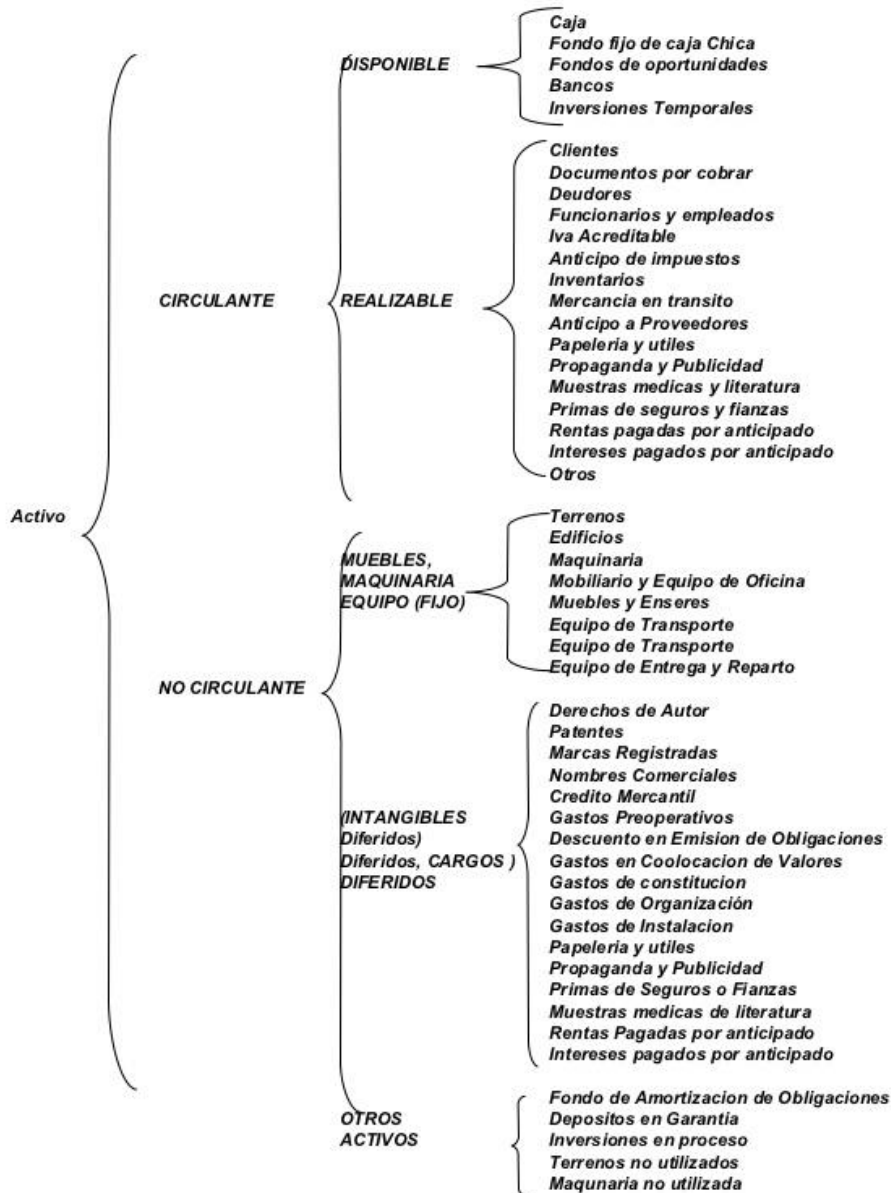 Activo
CIRCULANTE
DISPONIBLE
Caja
Fondo fijo de caja Chica
Fondos de oportunidades
Bancos
Inversiones Temporales
REALIZABLE
Clientes
Documentos por cobrar
Deudores
Funcionarios y empleados
Iva Acreditable
Anticipo de impuestos
Inventarios
Mercancia en transito
Anticipo a Proveedores
Papeleria y utiles
Propaganda y Publicidad
Muestras medicas y literatura
Primas de seguros y fianzas
Rentas pagadas por anticipado
Intereses pagados por anticipado
Otros
NO CIRCULANTE
MUEBLES,
MAQUINARIA
EQUIPO (FIJO)
Terrenos
Edificios
Maquinaria
Mobiliario y Equipo de Oficina
Muebles y Enseres
Equipo de Transporte
Equipo de Transporte
Equipo de Entrega y Reparto
(INTANGIBLES
Diferidos)
Diferidos, CARGOS )
DIFERIDOS
Derechos de Autor
Patentes
Marcas Registradas
Nombres Comerciales
Credito Mercantil
Gastos Preoperativos
Descuento en Emision de Obligaciones
Gastos en Coolocacion de Valores
Gastos de constitucion
Gastos de Organización
Gastos de Instalacion
Papeleria y utiles
Propaganda y Publicidad
Primas de Seguros o Fianzas
Muestras medicas de literatura
Rentas Pagadas por anticipado
Intereses pagados por anticipado
OTROS
ACTIVOS
Fondo de Amortizacion de Obligaciones
Depositos en Garantia
Inversiones en proceso
Terrenos no utilizados
Maqunaria no utilizada